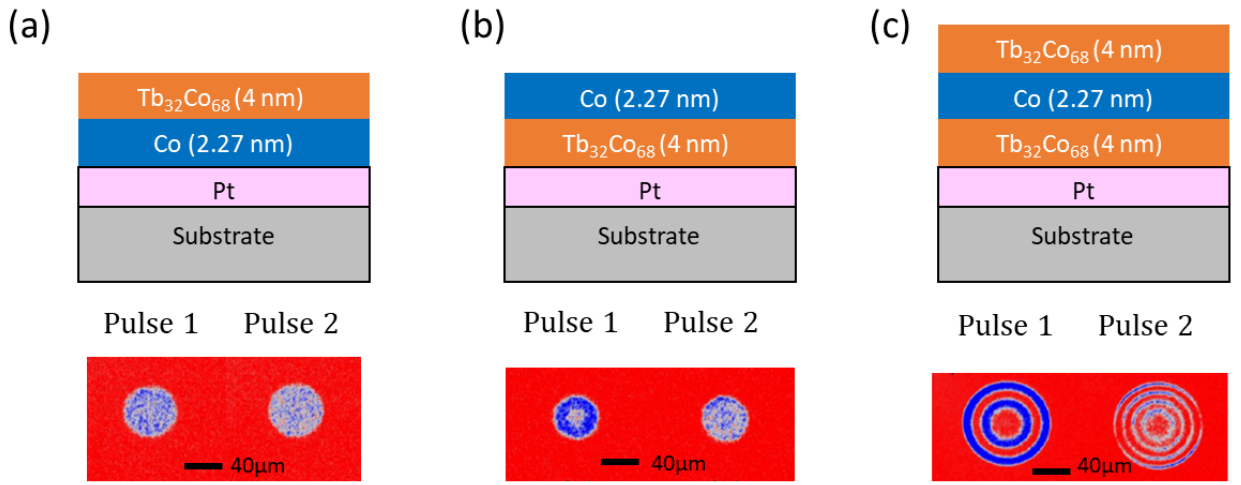 (a)
Tb₃₂Co₆₈ (4 nm)
Co (2.27 nm)
Pt
Substrate
Pulse 1 Pulse 2
40μm
(b)
Co (2.27 nm)
Tb₃₂Co₆₈ (4 nm)
Pt
Substrate
Pulse 1 Pulse 2
40μm
(c)
Tb₃₂Co₆₈ (4 nm)
Co (2.27 nm)
Tb₃₂Co₆₈ (4 nm)
Pt
Substrate
Pulse 1 Pulse 2
40μm